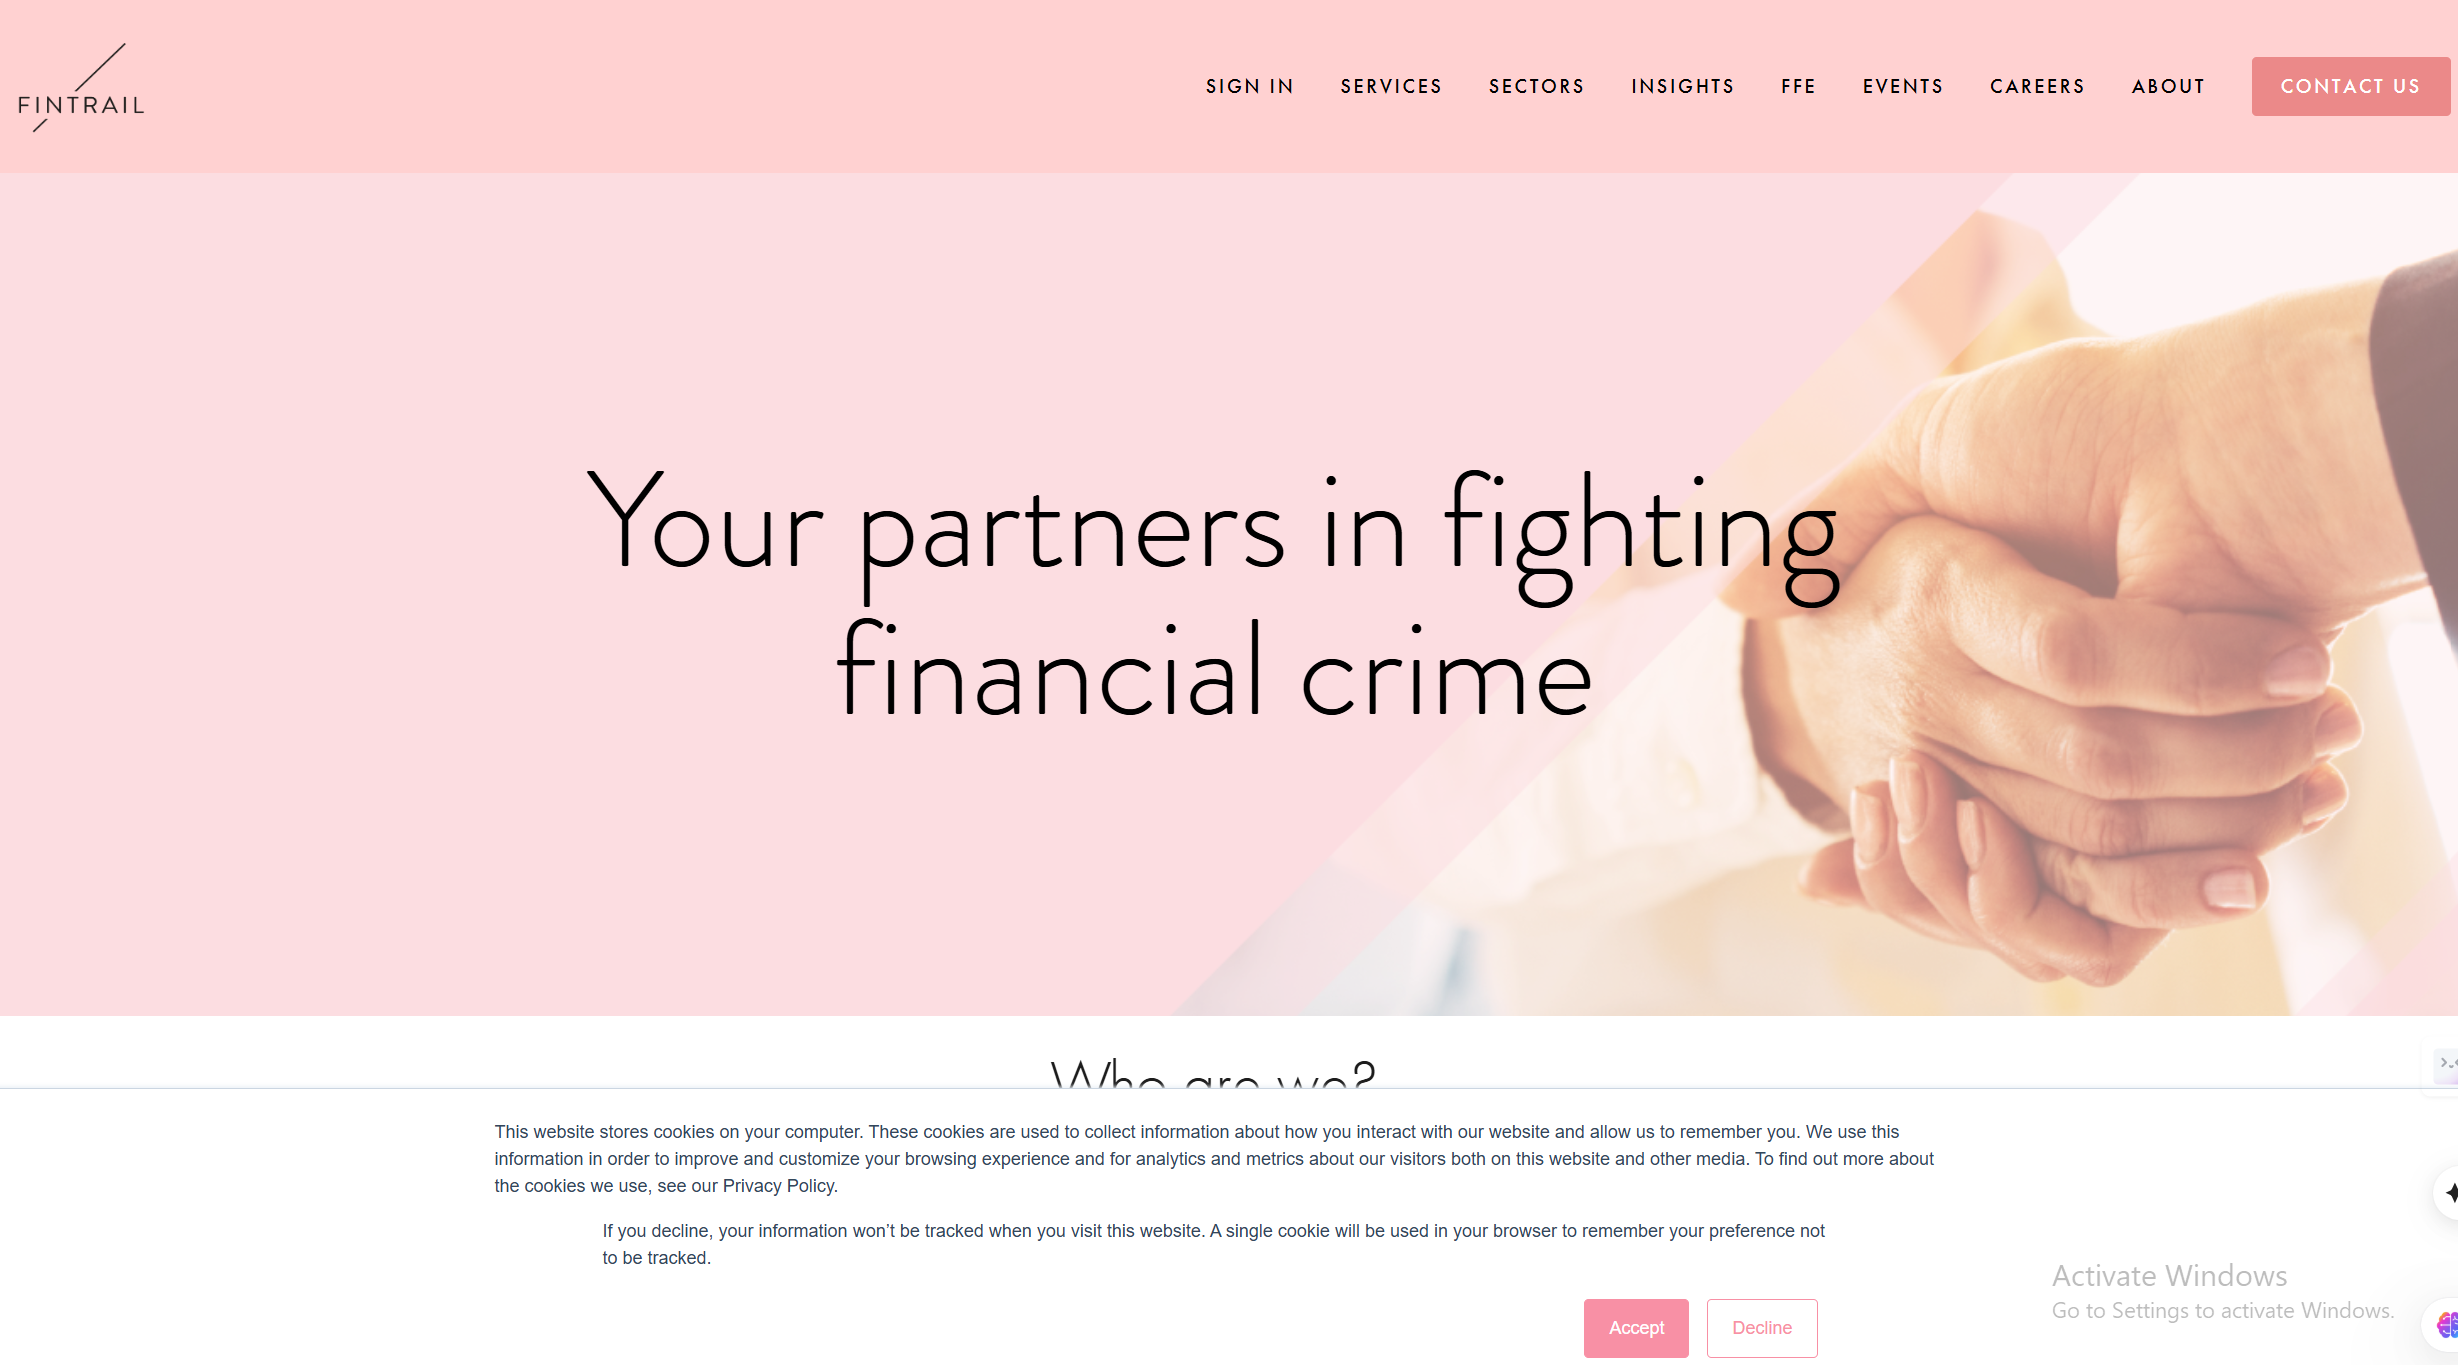 FINTRAIL
SIGN IN SERVICES SECTORS INSIGHTS FFE EVENTS CAREERS ABOUT CONTACT US
Your partners in fighting
financial crime
Who are we?
This website stores cookies on your computer. These cookies are used to collect information about how you interact with our website and allow us to remember you. We use this
information in order to improve and customize your browsing experience and for analytics and metrics about our visitors both on this website and other media. To find out more about
the cookies we use, see our Privacy Policy.
If you decline, your information won’t be tracked when you visit this website. A single cookie will be used in your browser to remember your preference not
to be tracked.
Activate Windows
Go to Settings to activate Windows.
Accept Decline